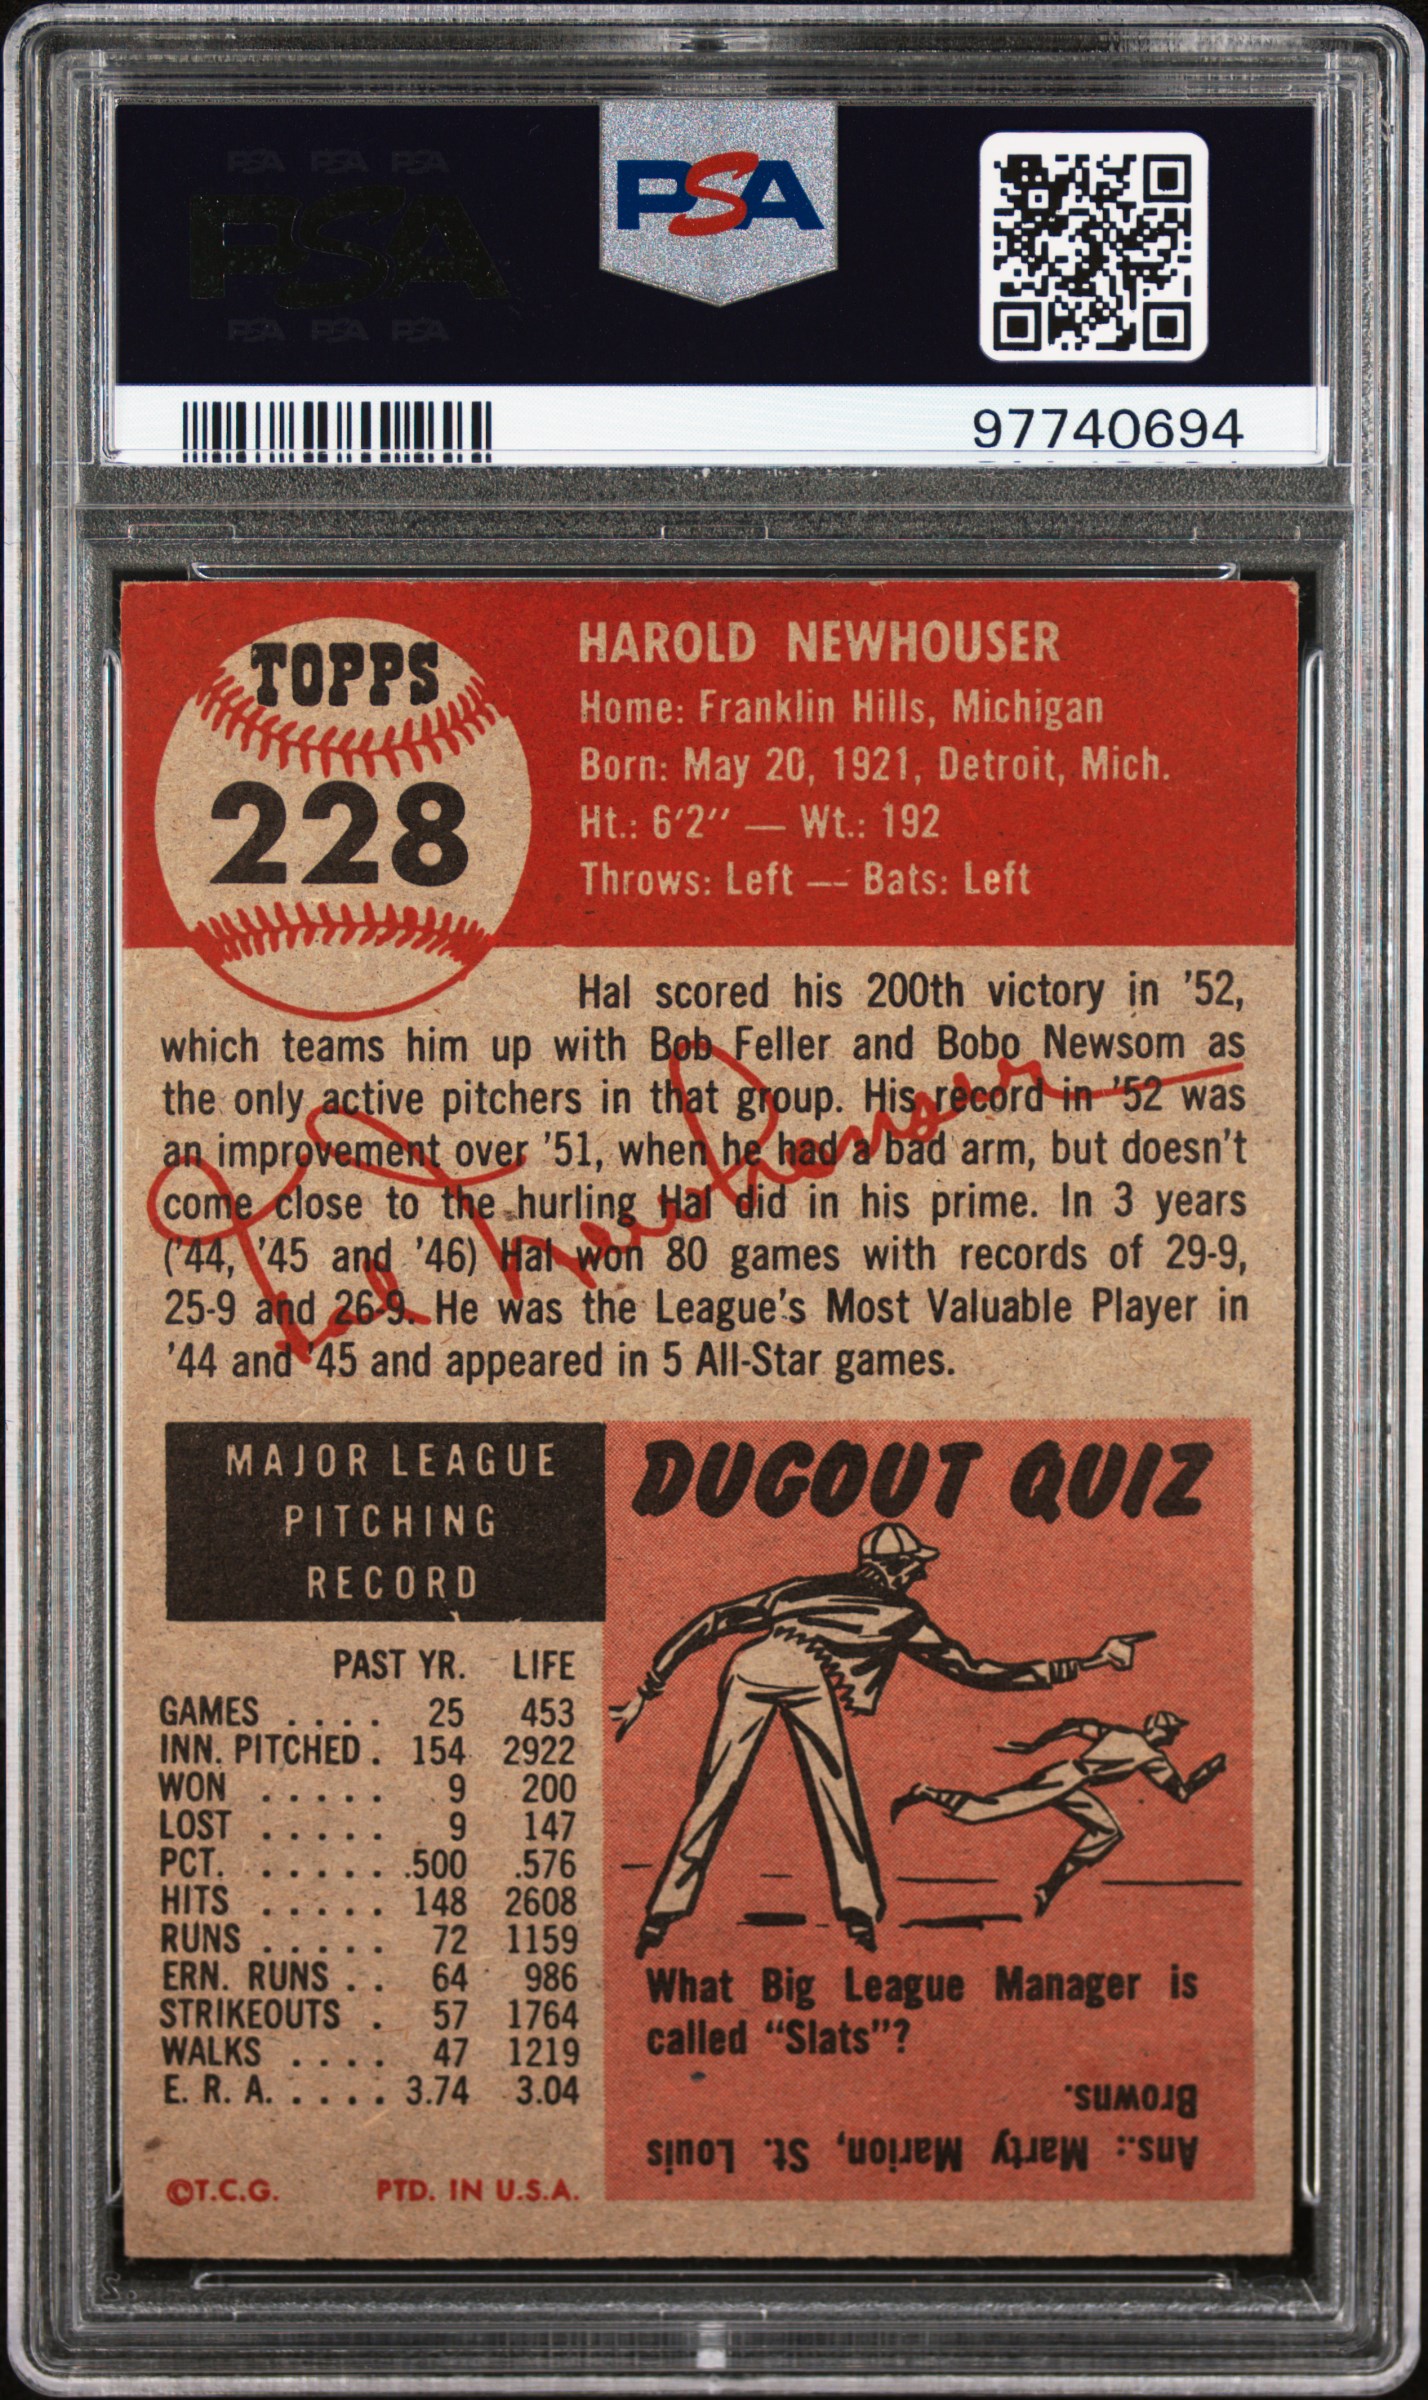 PSA PSA PSA
PSA
PSA PSA PSA
PSA
97740694
TOPPS
228
HAROLD NEWHOUSER
Home: Franklin Hills, Michigan
Born: May 20, 1921, Detroit, Mich.
Ht.: 6'2" — Wt.: 192
Throws: Left — Bats: Left
Hal scored his 200th victory in '52,
which teams him up with Bob Feller and Bobo Newsom as
the only active pitchers in that group. His record in '52 was
an improvement over '51, when he had a bad arm, but doesn't
come close to the hurling Hal did in his prime. In 3 years
('44, '45 and '46) Hal won 80 games with records of 29-9,
25-9 and 26-9. He was the League's Most Valuable Player in
'44 and '45 and appeared in 5 All-Star games.
Hal Newhouser
MAJOR LEAGUE
PITCHING
RECORD
PAST YR. LIFE
GAMES .... 25 453
INN. PITCHED . 154 2922
WON ..... 9 200
LOST ..... 9 147
PCT. ...... .500 .576
HITS ..... 148 2608
RUNS ..... 72 1159
ERN. RUNS .. 64 986
STRIKEOUTS . 57 1764
WALKS .... 47 1219
E. R. A. ..... 3.74 3.04
©T.C.G. PTD. IN U.S.A.
DUGOUT QUIZ
What Big League Manager is
called "Slats"?
Ans.: Marty Marion, St. Louis
Browns.